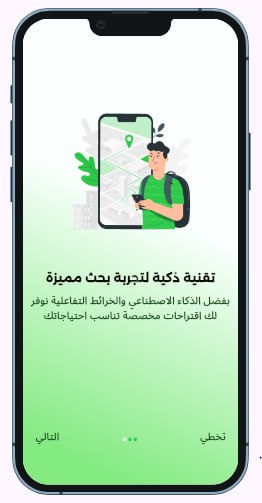 تقنية ذكية لتجربة بحث مميزة
بفضل الذكاء الاصطناعي والخرائط التفاعلية نوفر
لك اقتراحات مخصصة تناسب احتياجاتك
تخطي
التالي